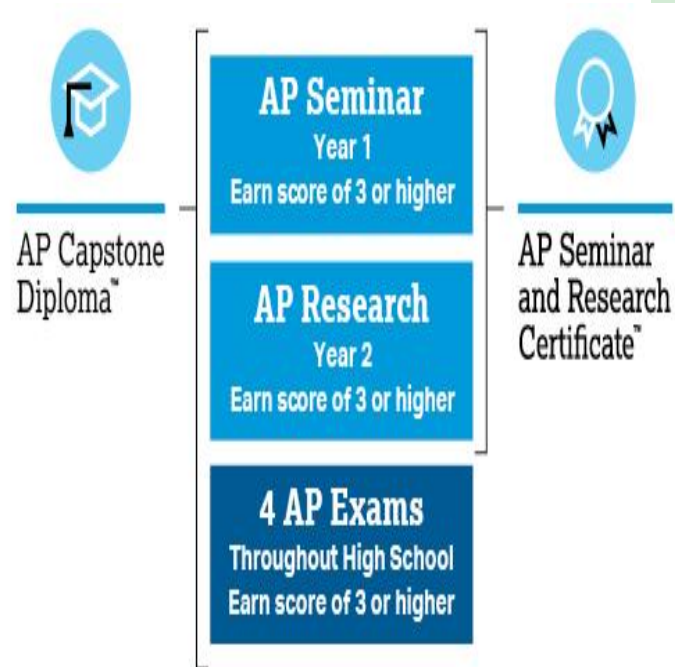 AP Capstone
Diploma™
AP Seminar
Year 1
Earn score of 3 or higher
AP Research
Year 2
Earn score of 3 or higher
4 AP Exams
Throughout High School
Earn score of 3 or higher
AP Seminar
and Research
Certificate™